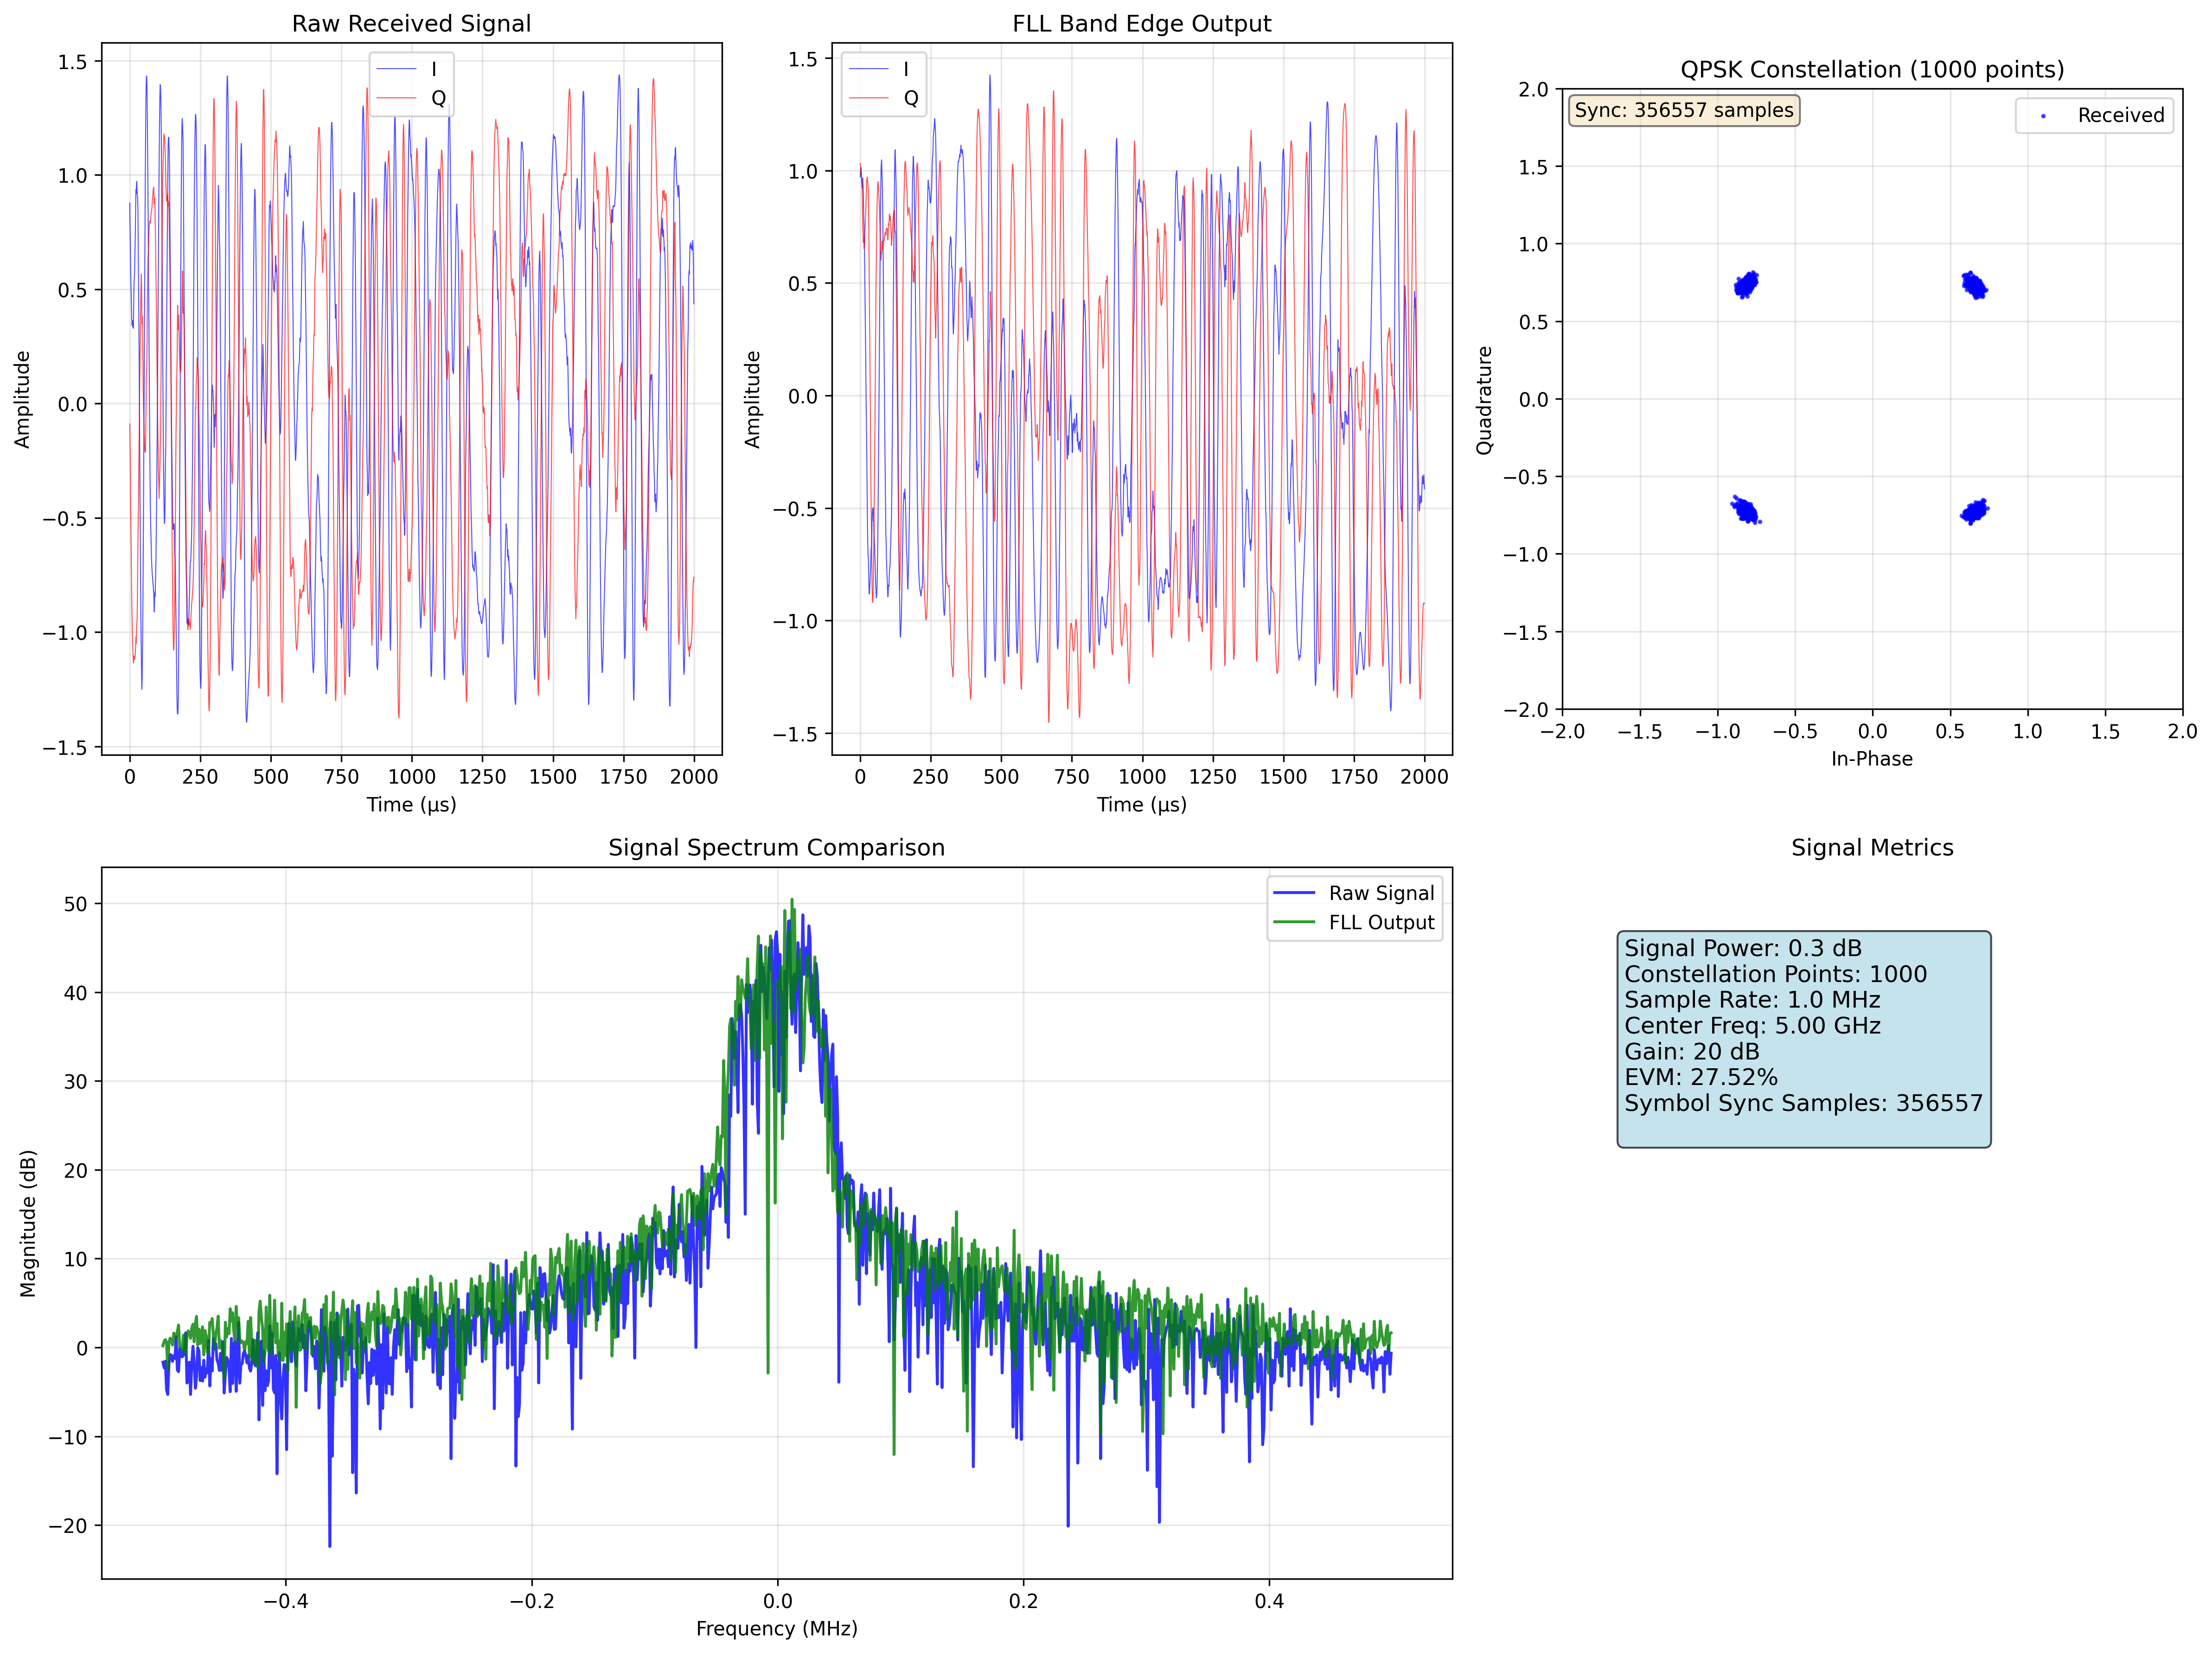 Raw Received Signal
I
Q
1.5
1.0
0.5
0.0
−0.5
−1.0
−1.5
Amplitude
0 250 500 750 1000 1250 1500 1750 2000
Time (µs)
FLL Band Edge Output
I
Q
1.5
1.0
0.5
0.0
−0.5
−1.0
−1.5
Amplitude
0 250 500 750 1000 1250 1500 1750 2000
Time (µs)
QPSK Constellation (1000 points)
Sync: 356557 samples
Received
2.0
1.5
1.0
0.5
0.0
−0.5
−1.0
−1.5
−2.0
Quadrature
−2.0 −1.5 −1.0 −0.5 0.0 0.5 1.0 1.5 2.0
In-Phase
Signal Spectrum Comparison
Raw Signal
FLL Output
50
40
30
20
10
0
−10
−20
Magnitude (dB)
−0.4 −0.2 0.0 0.2 0.4
Frequency (MHz)
Signal Metrics
Signal Power: 0.3 dB
Constellation Points: 1000
Sample Rate: 1.0 MHz
Center Freq: 5.00 GHz
Gain: 20 dB
EVM: 27.52%
Symbol Sync Samples: 356557